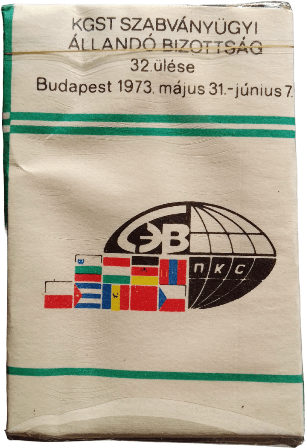 KGST SZABVÁNYÜGYI
ÁLLANDÓ BIZOTTSÁG
32. ülése
Budapest 1973. május 31.-június 7.
СЭВ
ПКС